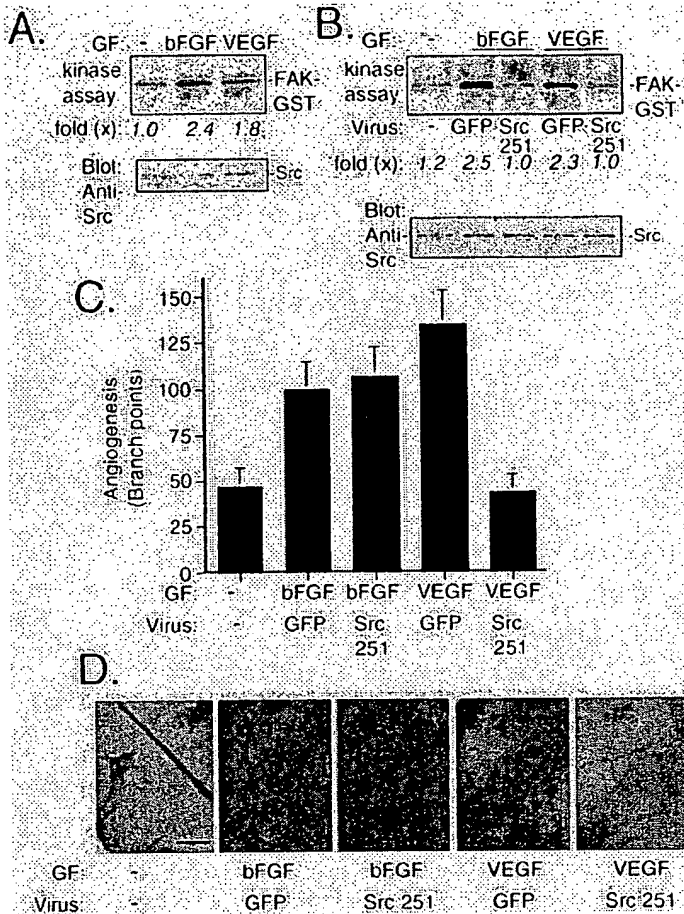 A.
GF: - bFGF VEGF
kinase assay
-FAK-GST
fold (x) 1.0 2.4 1.8
Blot: Anti-Src
-Src
B.
GF: - bFGF VEGF
kinase assay
-FAK-GST
Virus: - GFP Src 251 GFP Src 251
fold (x): 1.2 2.5 1.0 2.3 1.0
Blot: Anti-Src
-Src
C.
Angiogenesis
(Branch points)
150
125
100
75
50
25
0
GF: - bFGF bFGF VEGF VEGF
Virus: - GFP Src 251 GFP Src 251
D.
GF: - bFGF bFGF VEGF VEGF
Virus: - GFP Src 251 GFP Src 251